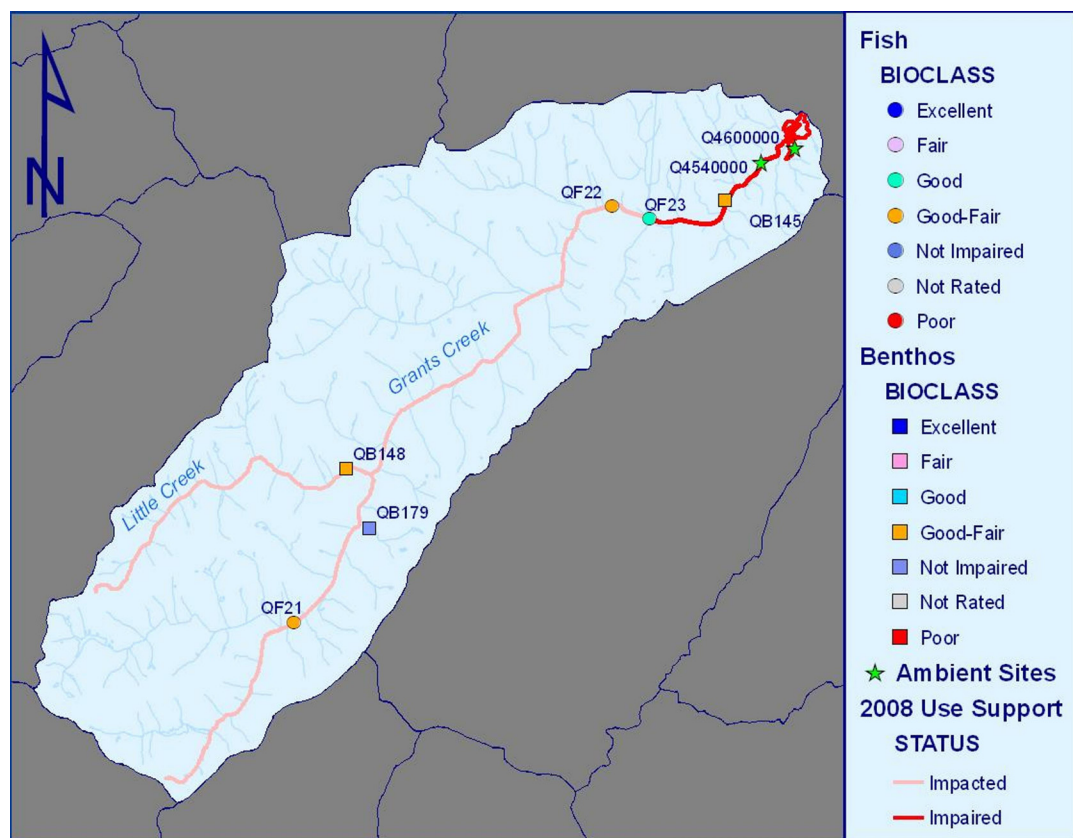 N
Q4600000
Q4540000
QF22
QF23
QB145
Grants Creek
QB148
Little Creek
QB179
QF21
Fish
BIOCLASS
Excellent
Fair
Good
Good-Fair
Not Impaired
Not Rated
Poor
Benthos
BIOCLASS
Excellent
Fair
Good
Good-Fair
Not Impaired
Not Rated
Poor
Ambient Sites
2008 Use Support
STATUS
Impacted
Impaired